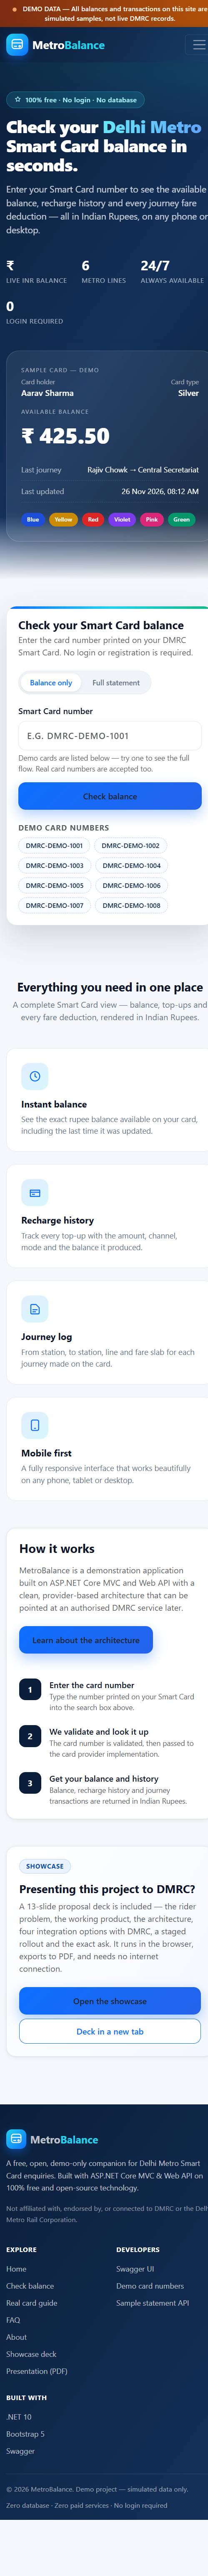 DEMO DATA — All balances and transactions on this site are
simulated samples, not live DMRC records.
MetroBalance
100% free · No login · No database
Check your Delhi Metro
Smart Card balance in
seconds.
Enter your Smart Card number to see the available
balance, recharge history and every journey fare
deduction — all in Indian Rupees, on any phone or
desktop.
₹ 6 24/7
LIVE INR BALANCE METRO LINES ALWAYS AVAILABLE
0
LOGIN REQUIRED
SAMPLE CARD — DEMO
Card holder Card type
Aarav Sharma Silver
AVAILABLE BALANCE
₹ 425.50
Last journey Rajiv Chowk → Central Secretariat
Last updated 26 Nov 2026, 08:12 AM
Blue Yellow Red Violet Pink Green
Check your Smart Card balance
Enter the card number printed on your DMRC
Smart Card. No login or registration is required.
Balance only Full statement
Smart Card number
E.G. DMRC-DEMO-1001
Demo cards are listed below — try one to see the full
flow. Real card numbers are accepted too.
Check balance
DEMO CARD NUMBERS
DMRC-DEMO-1001 DMRC-DEMO-1002
DMRC-DEMO-1003 DMRC-DEMO-1004
DMRC-DEMO-1005 DMRC-DEMO-1006
DMRC-DEMO-1007 DMRC-DEMO-1008
Everything you need in one place
A complete Smart Card view — balance, top-ups and
every fare deduction, rendered in Indian Rupees.
Instant balance
See the exact rupee balance available on your card,
including the last time it was updated.
Recharge history
Track every top-up with the amount, channel,
mode and the balance it produced.
Journey log
From station, to station, line and fare slab for each
journey made on the card.
Mobile first
A fully responsive interface that works beautifully
on any phone, tablet or desktop.
How it works
MetroBalance is a demonstration application
built on ASP.NET Core MVC and Web API with a
clean, provider-based architecture that can be
pointed at an authorised DMRC service later.
Learn about the architecture
1 Enter the card number
Type the number printed on your Smart Card
into the search box above.
2 We validate and look it up
The card number is validated, then passed to
the card provider implementation.
3 Get your balance and history
Balance, recharge history and journey
transactions are returned in Indian Rupees.
SHOWCASE
Presenting this project to DMRC?
A 13-slide proposal deck is included — the rider
problem, the working product, the architecture,
four integration options with DMRC, a staged
rollout and the exact ask. It runs in the browser,
exports to PDF, and needs no internet
connection.
Open the showcase
Deck in a new tab
MetroBalance
A free, open, demo-only companion for Delhi Metro Smart
Card enquiries. Built with ASP.NET Core MVC & Web API on
100% free and open-source technology.
Not affiliated with, endorsed by, or connected to DMRC or the Delhi
Metro Rail Corporation.
EXPLORE DEVELOPERS
Home Swagger UI
Check balance Demo card numbers
Real card guide Sample statement API
FAQ
About
Showcase deck
Presentation (PDF)
BUILT WITH
.NET 10
Bootstrap 5
Swagger
© 2026 MetroBalance. Demo project — simulated data only.
Zero database · Zero paid services · No login required